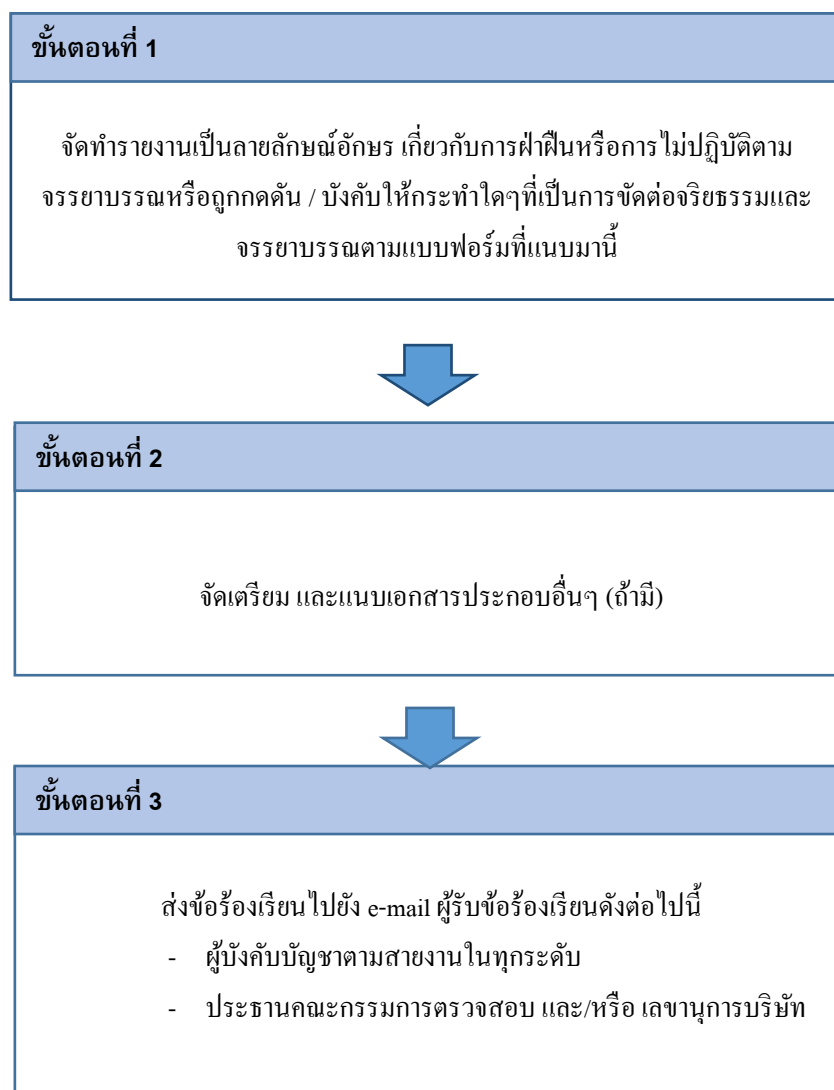 ขั้นตอนที่ 1
จัดทำรายงานเป็นลายลักษณ์อักษร เกี่ยวกับการฝ่าฝืนหรือการไม่ปฏิบัติตาม
จรรยาบรรณหรือถูกกดดัน / บังคับให้กระทำใดๆที่เป็นการขัดต่อจริยธรรมและ
จรรยาบรรณตามแบบฟอร์มที่แนบมานี้
ขั้นตอนที่ 2
จัดเตรียม และแนบเอกสารประกอบอื่นๆ (ถ้ามี)
ขั้นตอนที่ 3
ส่งข้อร้องเรียนไปยัง e-mail ผู้รับข้อร้องเรียนดังต่อไปนี้
- ผู้บังคับบัญชาตามสายงานในทุกระดับ
- ประธานคณะกรรมการตรวจสอบ และ/หรือ เลขานุการบริษัท